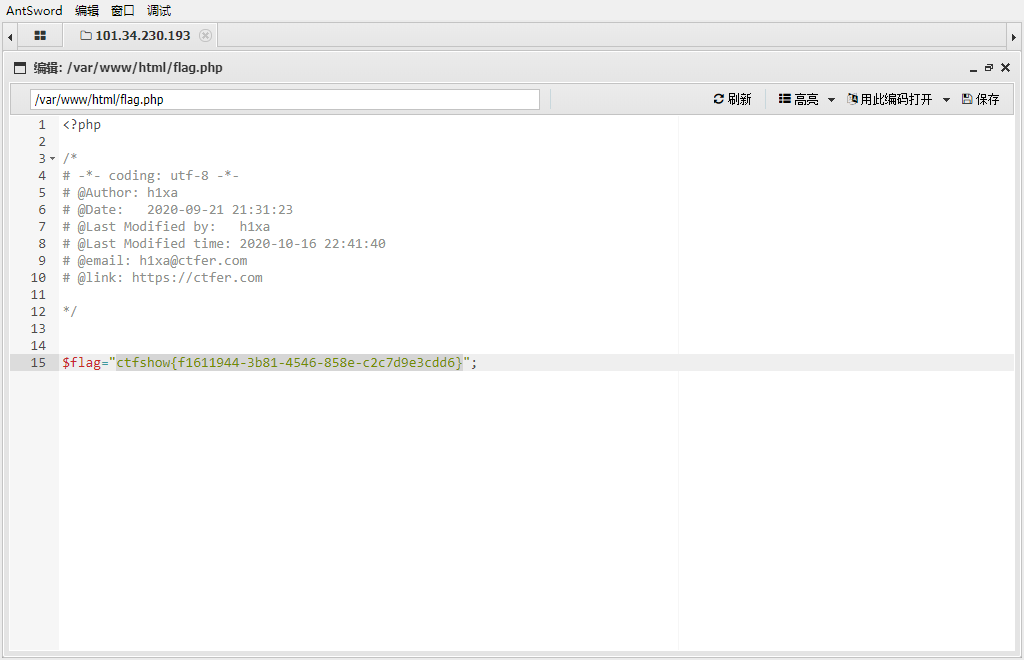 AntSword 编辑 窗口 调试
101.34.230.193
编辑: /var/www/html/flag.php
/var/www/html/flag.php 刷新 高亮 用此编码打开 保存
1 <?php
2
3 /*
4 # -*- coding: utf-8 -*-
5 # @Author: h1xa
6 # @Date:   2020-09-21 21:31:23
7 # @Last Modified by:   h1xa
8 # @Last Modified time: 2020-10-16 22:41:40
9 # @email: h1xa@ctfer.com
10 # @link: https://ctfer.com
11
12 */
13
14
15 $flag="ctfshow{f1611944-3b81-4546-858e-c2c7d9e3cdd6}";